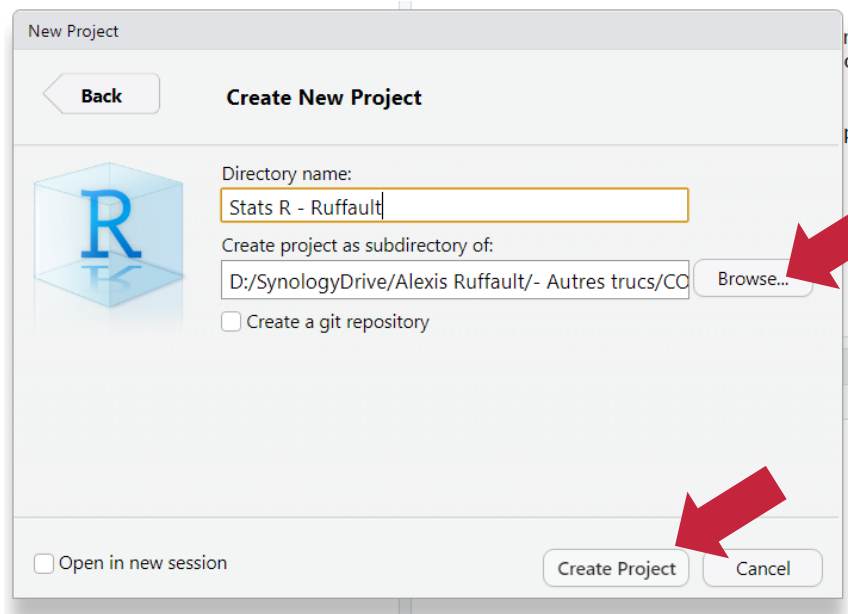 New Project
Back
Create New Project
R
Directory name:
Stats R - Ruffault
Create project as subdirectory of:
D:/SynologyDrive/Alexis Ruffault/- Autres trucs/CO
Browse...
Create a git repository
Open in new session
Create Project
Cancel